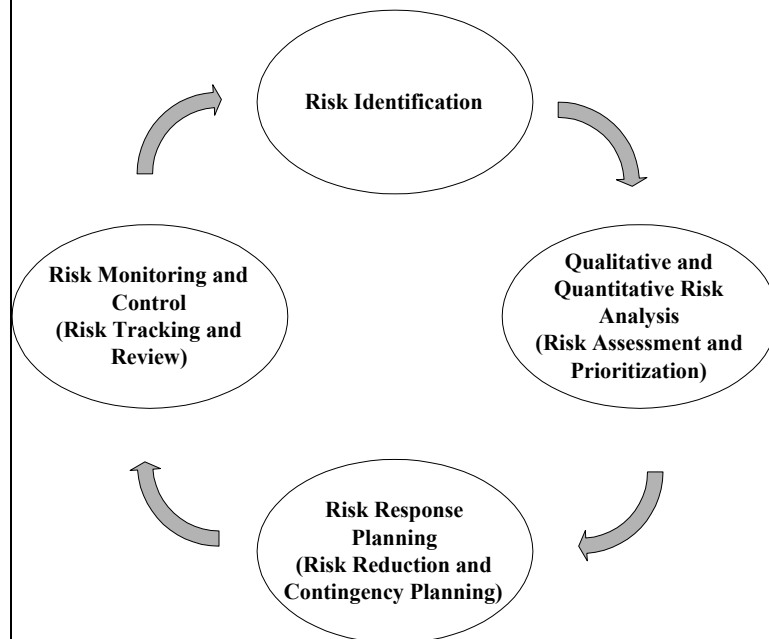 Risk Identification
Qualitative and
Quantitative Risk
Analysis
(Risk Assessment and
Prioritization)
Risk Response
Planning
(Risk Reduction and
Contingency Planning)
Risk Monitoring and
Control
(Risk Tracking and
Review)